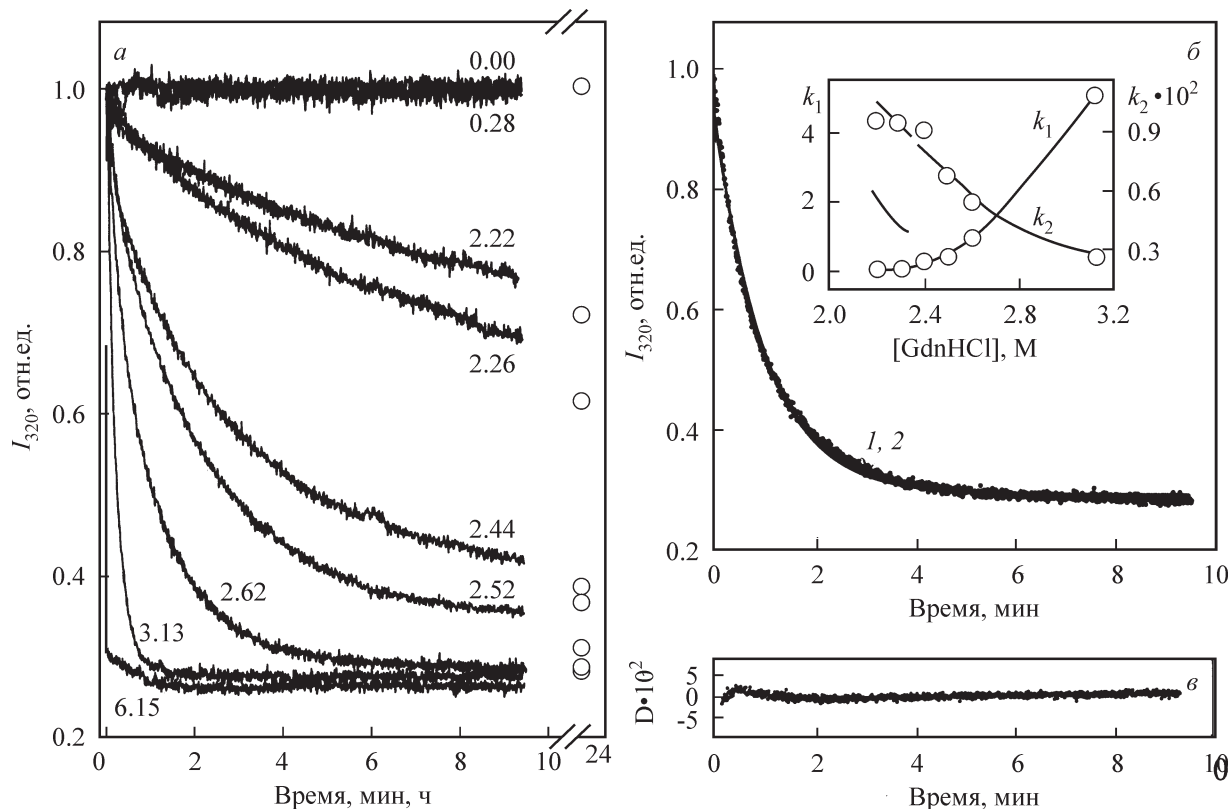 а
1.0
0.8
0.6
0.4
0.2
I320, отн.ед.
0.00
0.28
2.22
2.26
2.44
2.52
2.62
3.13
6.15
0 2 4 6 8 10 24
Время, мин, ч
б
1.0
0.8
0.6
0.4
0.2
I320, отн.ед.
k1
4
2
0
k2•10²
0.9
0.6
0.3
k1
k2
2.0 2.4 2.8 3.2
[GdnHCl], М
1, 2
0 2 4 6 8 10
Время, мин
в
D•10²
5
0
-5
0 2 4 6 8 10
Время, мин